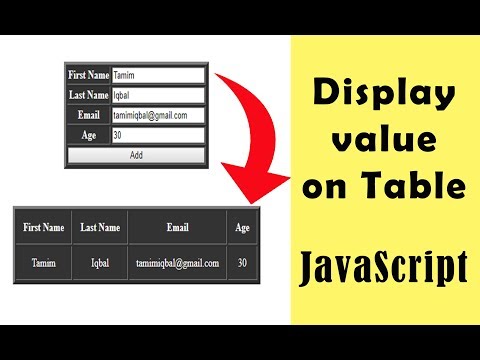 First Name Tamim
Last Name Iqbal
Email tamimiqbal@gmail.com
Age 30
Add
First Name Last Name Email Age
Tamim Iqbal tamimiqbal@gmail.com 30
Display
value
on Table
JavaScript